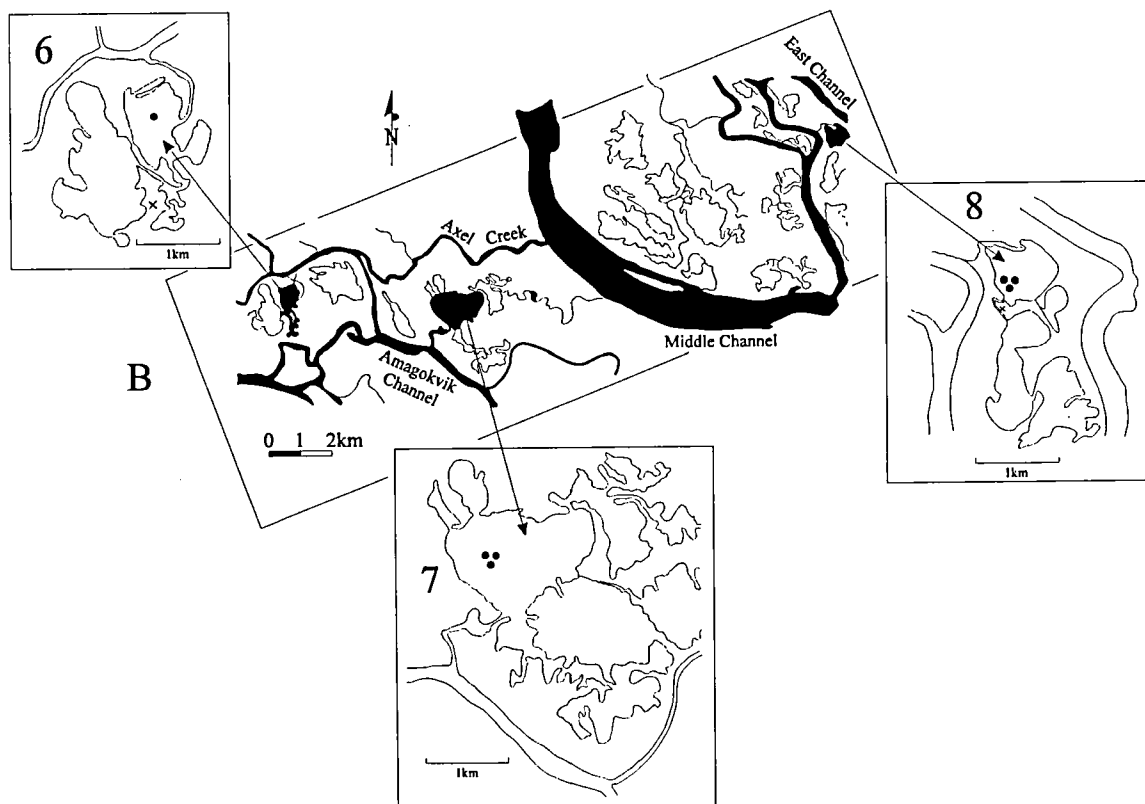 6
1km
N
East Channel
8
1km
Axel Creek
Middle Channel
B
Amagokvik
Channel
0 1 2km
7
1km